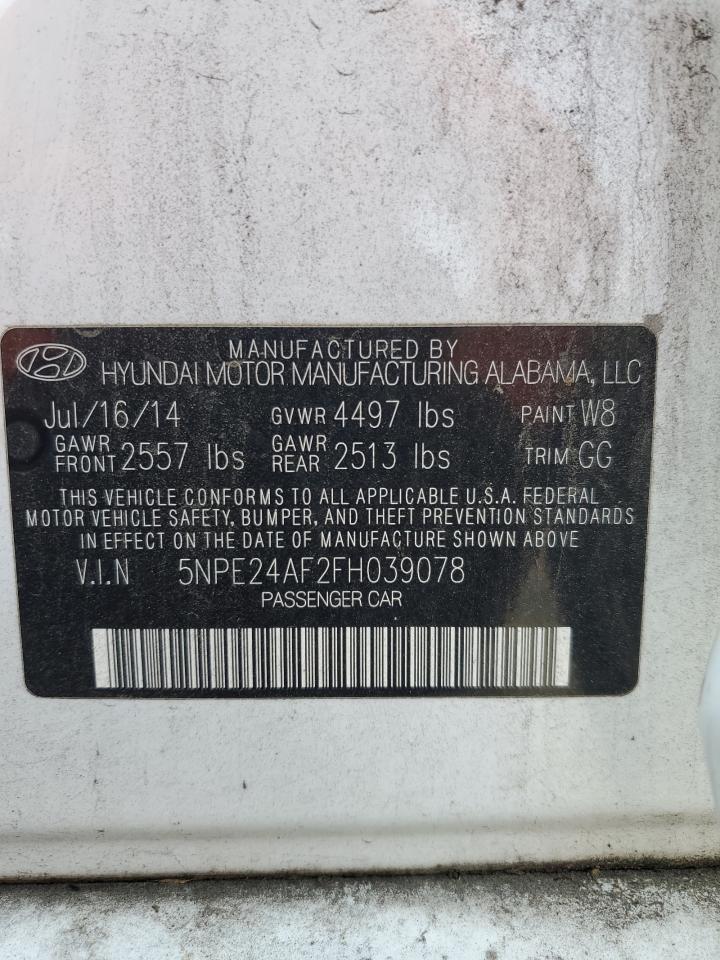 MANUFACTURED BY
HYUNDAI MOTOR MANUFACTURING ALABAMA, LLC
Jul/16/14 GVWR 4497 lbs PAINT W8
GAWR FRONT 2557 lbs GAWR REAR 2513 lbs TRIM GG
THIS VEHICLE CONFORMS TO ALL APPLICABLE U.S.A. FEDERAL
MOTOR VEHICLE SAFETY, BUMPER, AND THEFT PREVENTION STANDARDS
IN EFFECT ON THE DATE OF MANUFACTURE SHOWN ABOVE
V.I.N 5NPE24AF2FH039078
PASSENGER CAR